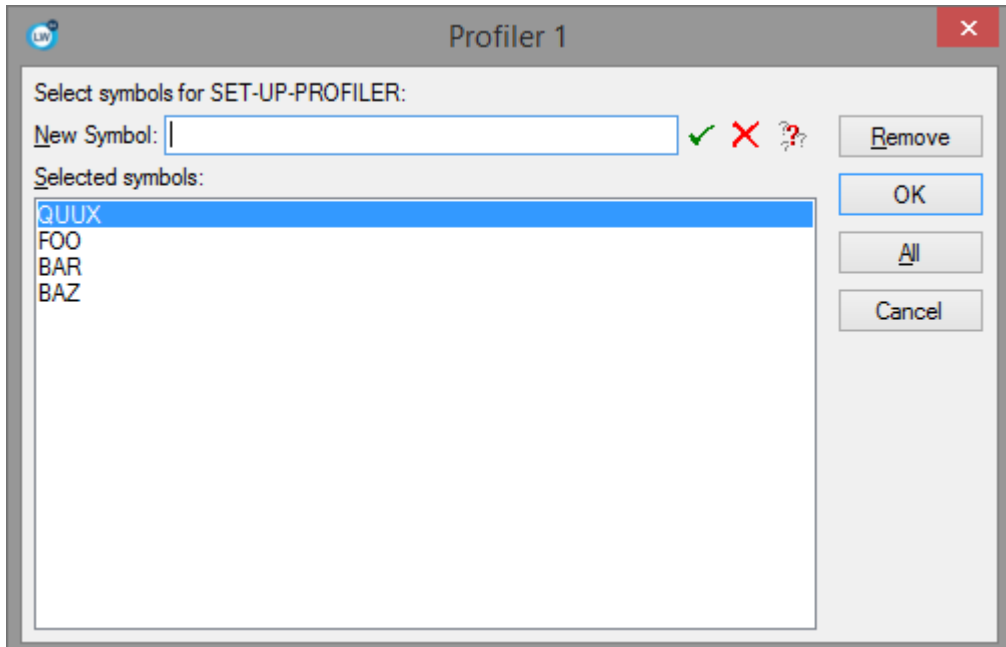 LW
Profiler 1
Select symbols for SET-UP-PROFILER:
New Symbol:
Remove
Selected symbols:
OK
QUUX
FOO
All
BAR
BAZ
Cancel